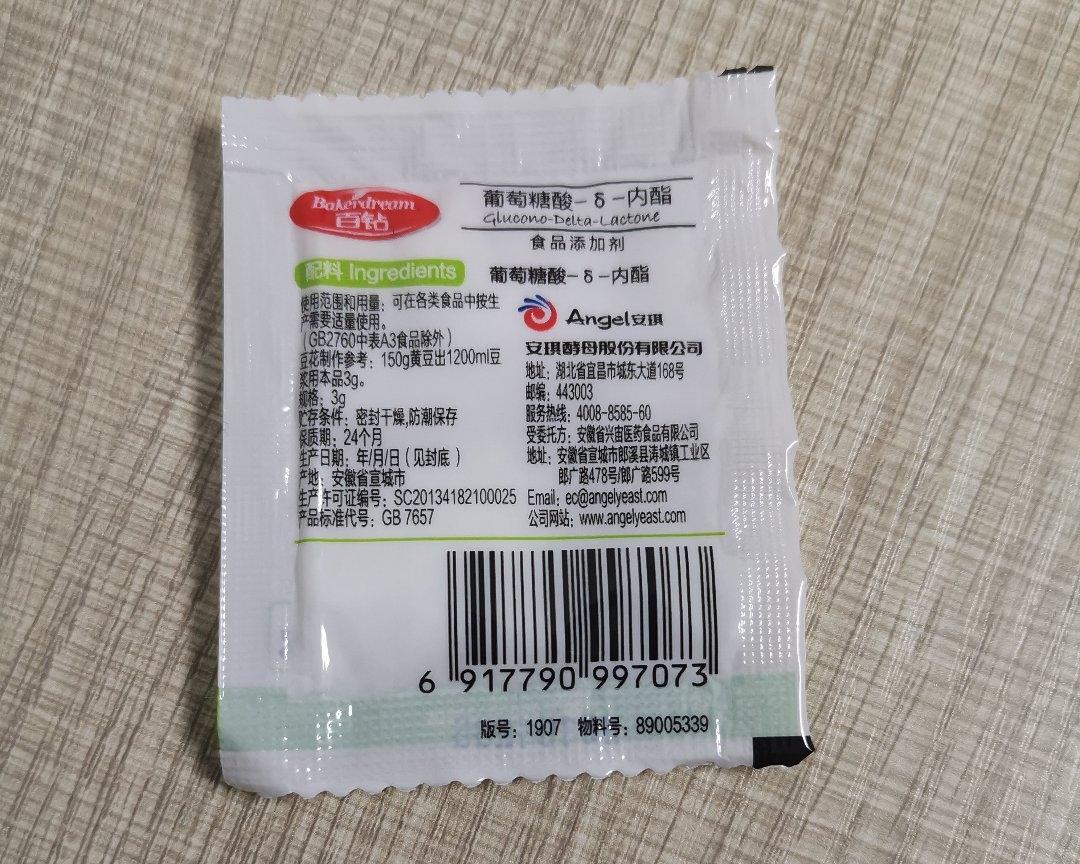 Bakerdream
百钻
葡萄糖酸-δ-内酯
Glucono-Delta-Lactone
食品添加剂
配料 Ingredients 葡萄糖酸-δ-内酯
使用范围和用量：可在各类食品中按生
产需要适量使用。
（GB2760中表A3食品除外）
豆花制作参考：150g黄豆出1200ml豆
浆用本品3g。
规格：3g
贮存条件：密封干燥,防潮保存
保质期：24个月
生产日期：年/月/日（见封底）
产地：安徽省宣城市
生产许可证编号：SC20134182100025
产品标准代号：GB 7657
Angel安琪
安琪酵母股份有限公司
地址：湖北省宜昌市城东大道168号
邮编：443003
服务热线：4008-8585-60
受委托方：安徽省兴宙医药食品有限公司
地址：安徽省宣城市郎溪县涛城镇工业区
郎广路478号/郎广路599号
Email：ec@angelyeast.com
公司网站：www.angelyeast.com
6 917790 997073
版号：1907 物料号：89005339